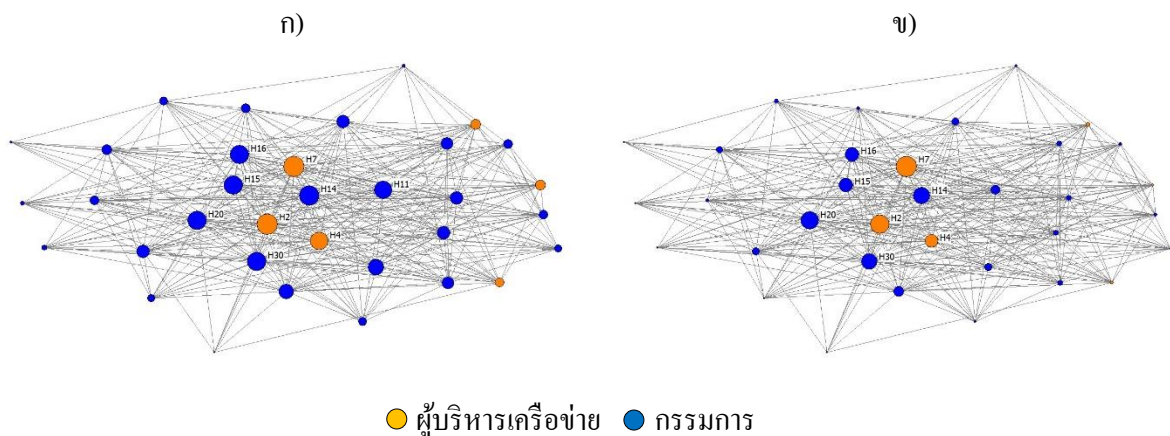 ก) ข)
H16 H7
H15 H14 H11
H20 H2
H4
H30
H16 H7
H15 H14
H20 H2
H4
H30
ผู้บริหารเครือข่าย กรรมการ